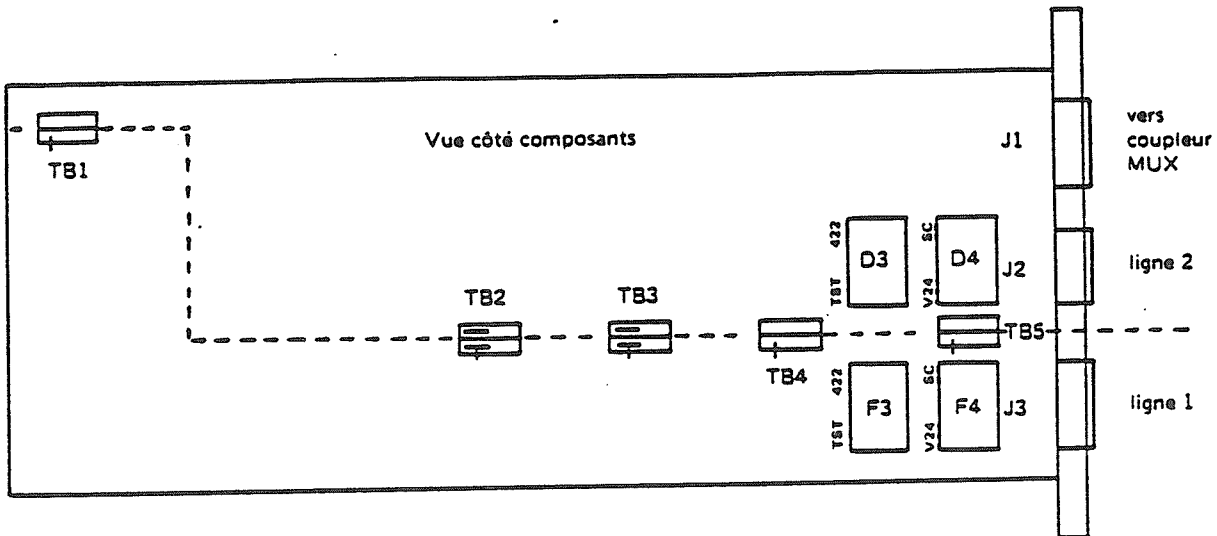 Vue côté composants
J1
vers
coupleur
MUX
TB1
422
TST
D3
SC
V24
D4
J2
ligne 2
TB2
TB3
TB4
TB5
422
TST
F3
SC
V24
F4
J3
ligne 1